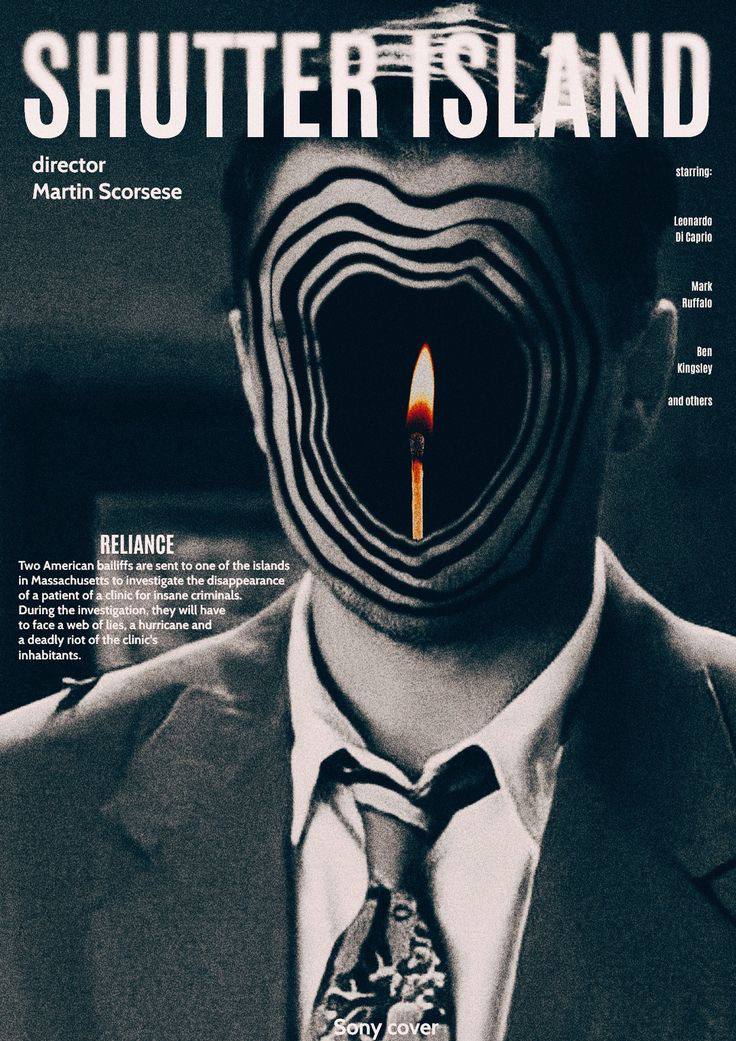 SHUTTER ISLAND
director
Martin Scorsese
starring:
Leonardo
Di Caprio
Mark
Ruffalo
Ben
Kingsley
and others
RELIANCE
Two American bailiffs are sent to one of the islands
in Massachusetts to investigate the disappearance
of a patient of a clinic for insane criminals.
During the investigation, they will have
to face a web of lies, a hurricane and
a deadly riot of the clinic's
inhabitants.
Sony cover